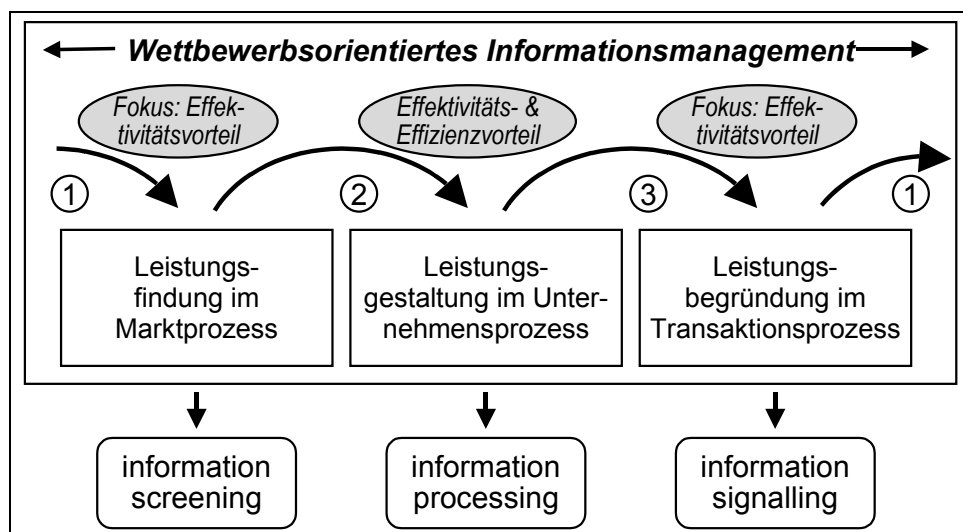 Wettbewerbsorientiertes Informationsmanagement
Fokus: Effek-
tivitätsvorteil
Effektivitäts- &
Effizienzvorteil
Fokus: Effek-
tivitätsvorteil
1
2
3
1
Leistungs-
findung im
Marktprozess
Leistungs-
gestaltung im Unter-
nehmensprozess
Leistungs-
begründung im
Transaktionsprozess
information
screening
information
processing
information
signalling